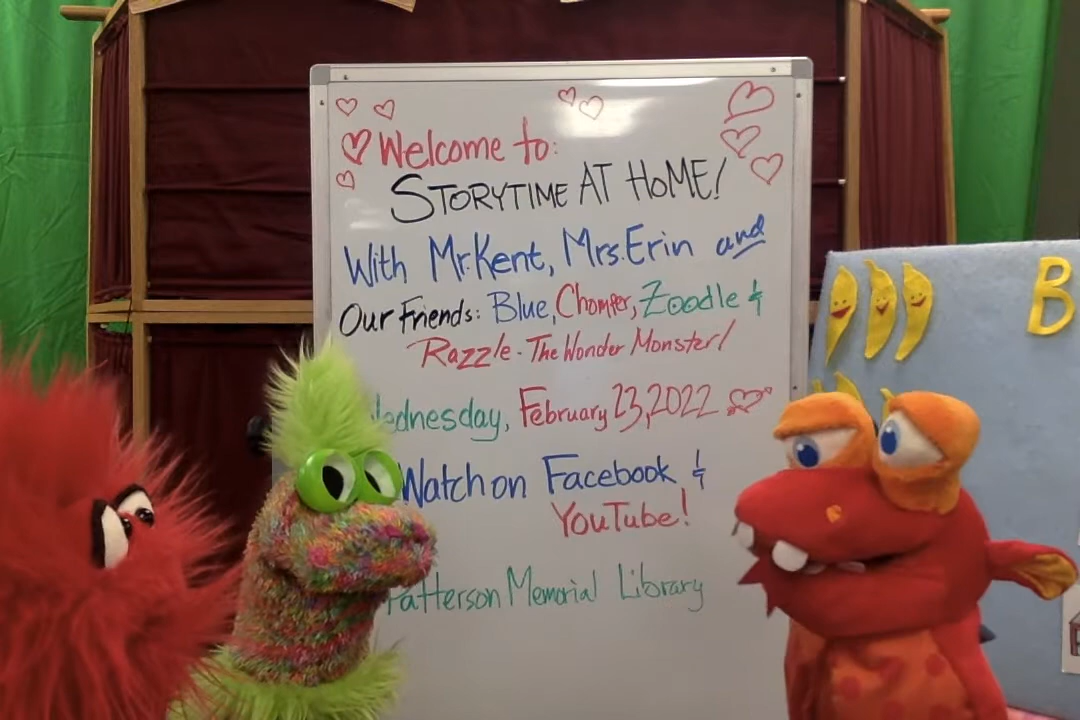 Welcome to:
STORYTIME AT HOME!
With Mr. Kent, Mrs. Erin and
Our Friends: Blue, Chomper, Zoodle &
Razzle - The Wonder Monster!
Wednesday, February 23, 2022
Watch on Facebook &
YouTube!
Patterson Memorial Library
B